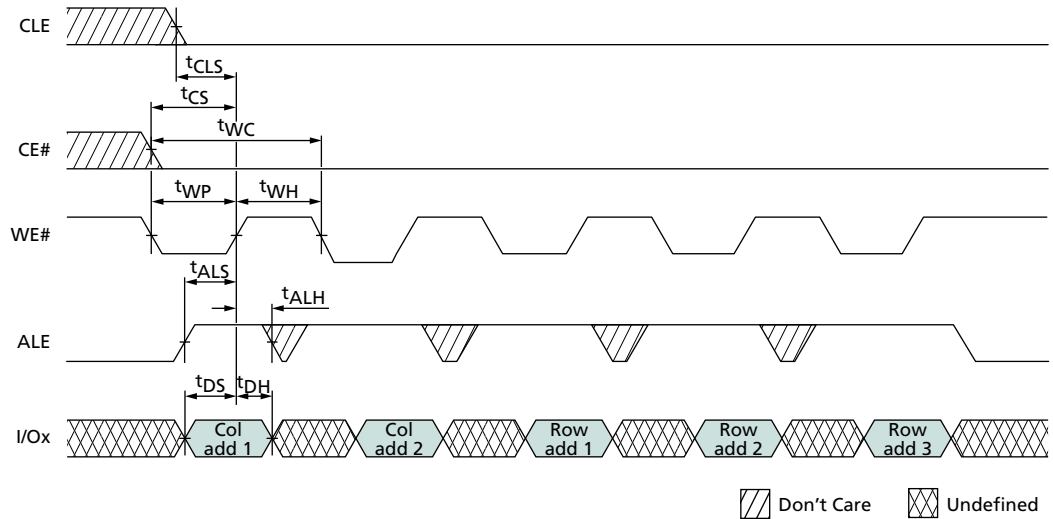 CLE
tCLS
tCS
tWC
CE#
tWP
tWH
WE#
tALS
tALH
ALE
tDS
tDH
I/Ox
Col
add 1
Col
add 2
Row
add 1
Row
add 2
Row
add 3
Don't Care
Undefined